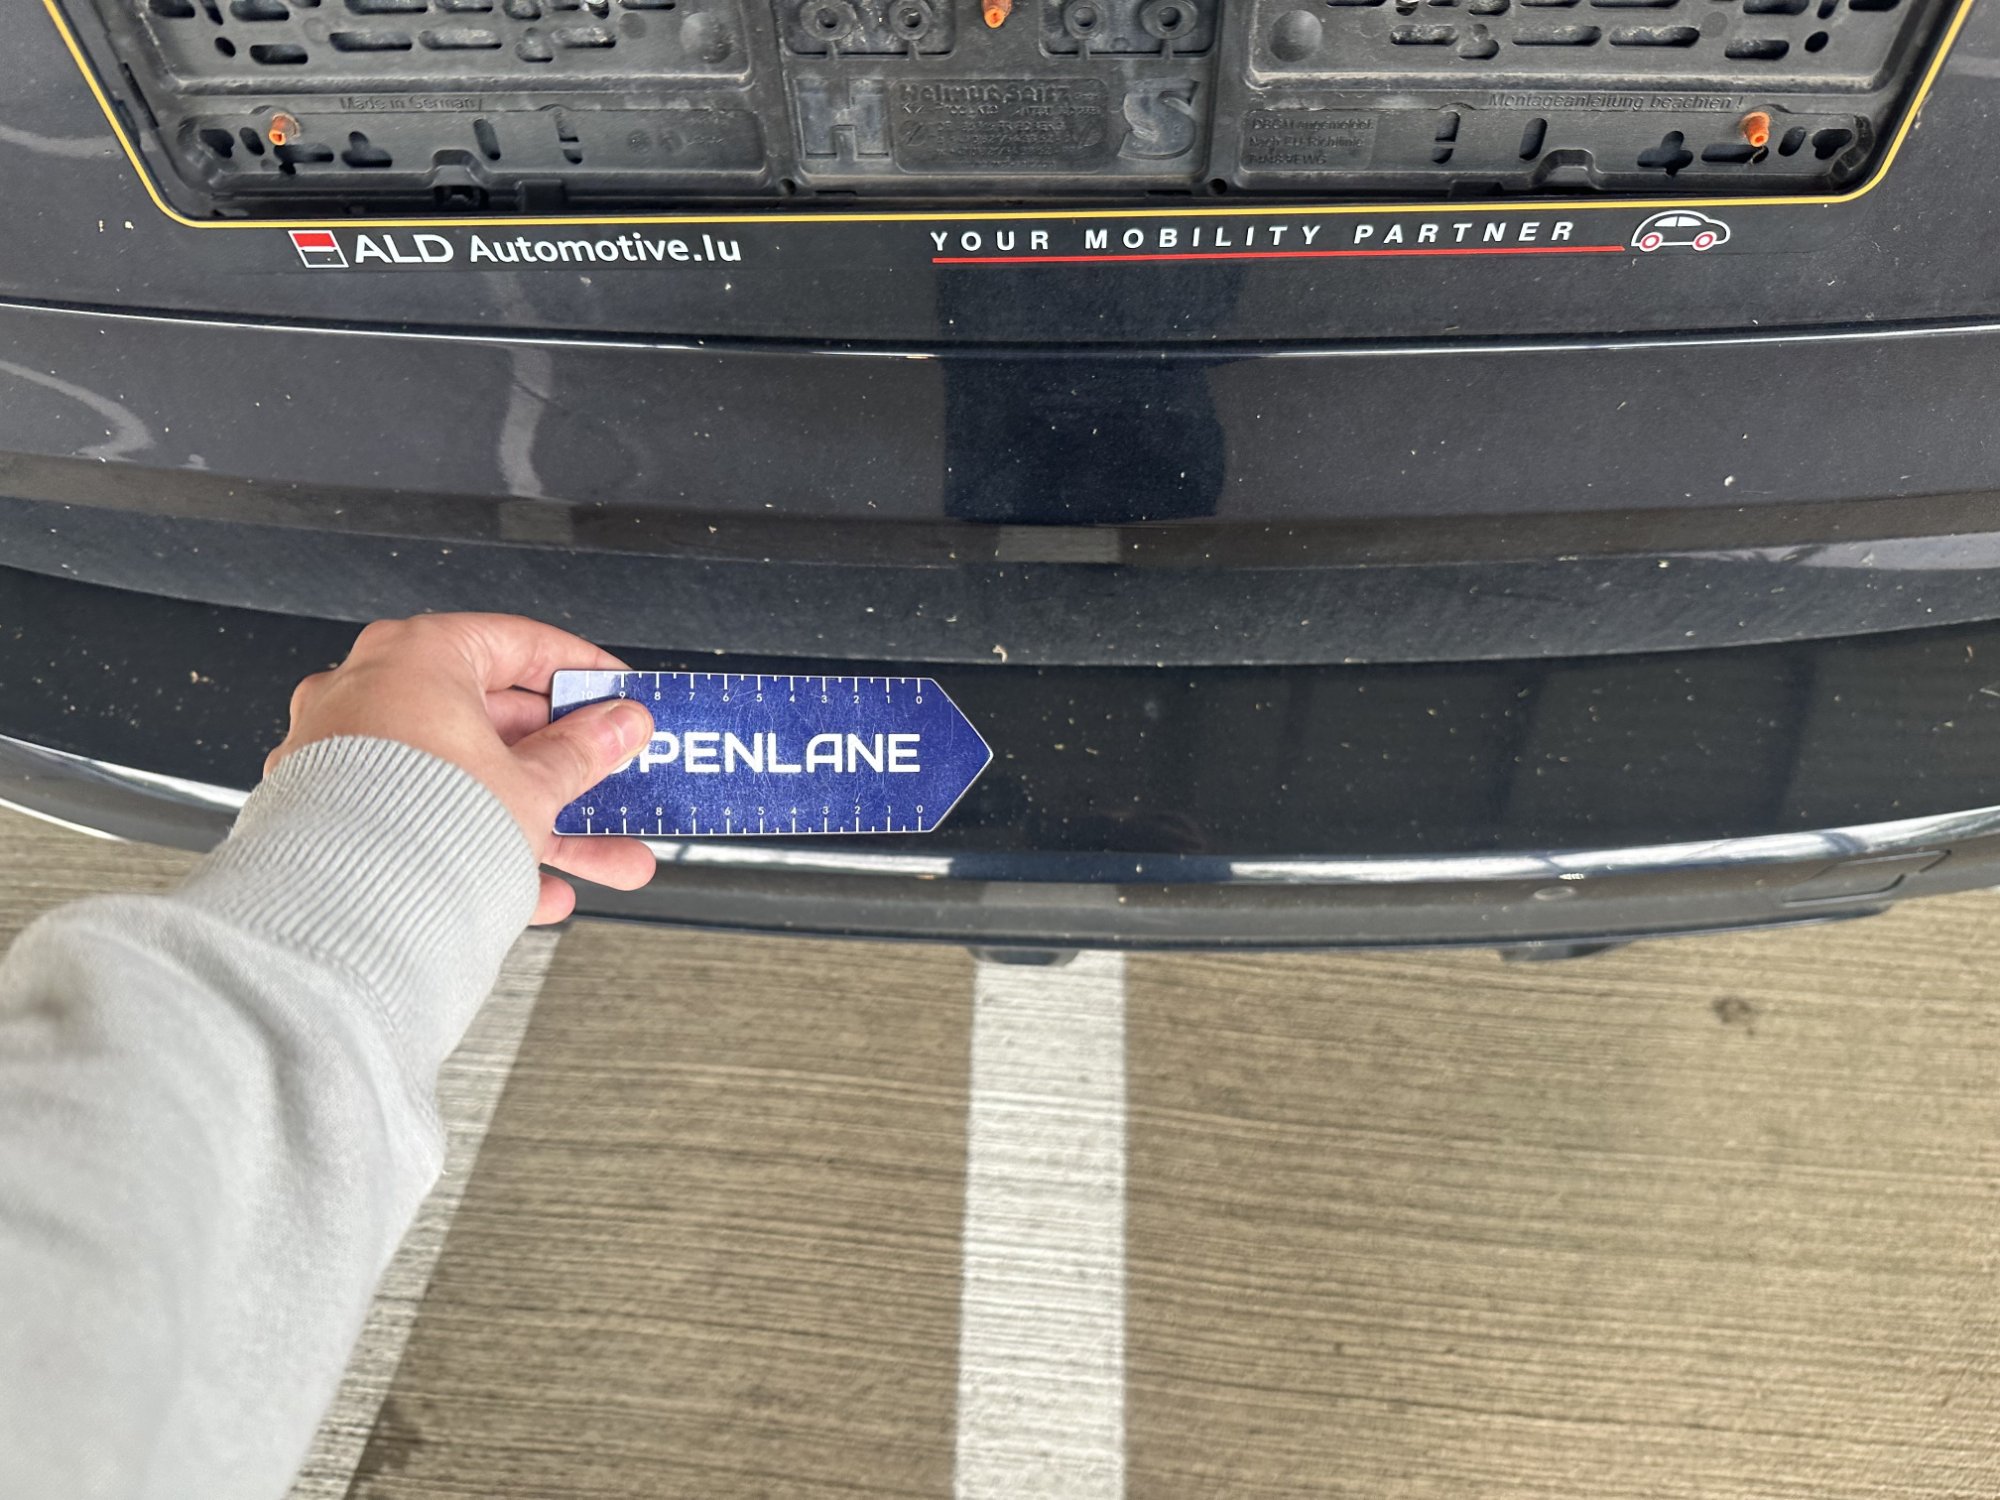 Made in Germany
H S
Montageanleitung beachten !
ALD Automotive.lu
YOUR MOBILITY PARTNER
10 9 8 7 6 5 4 3 2 1 0
PENLANE
10 9 8 7 6 5 4 3 2 1 0